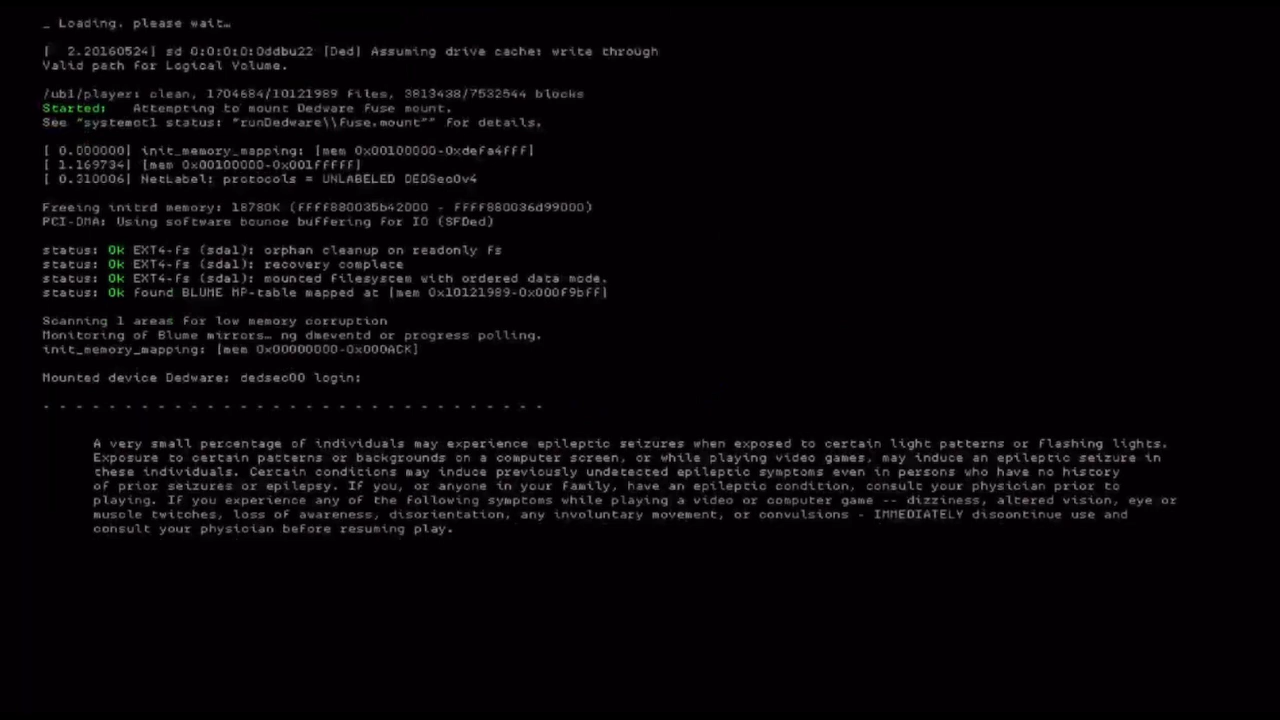 _ Loading, please wait…
[ 2.20160524] sd 0:0:0:0:0ddbu22 [Ded] Assuming drive cache: write through
Valid path for Logical Volume.
/ub1/player: clean, 1704684/10121989 files, 3813438/7532544 blocks
Started: Attempting to mount Dedware Fuse mount.
See "systemctl status: "runDedware\\fuse.mount"" for details.
[ 0.000000] init_memory_mapping: [mem 0x00100000-0xdefa4fff]
[ 1.169734] [mem 0x00100000-0x001fffff]
[ 0.310006] NetLabel: protocols = UNLABELED DEDSec0v4
Freeing initrd memory: 18780K (ffff880035b42000 - ffff880036d99000)
PCI-DMA: Using software bounce buffering for IO (SFDed)
status: Ok EXT4-fs (sda1): orphan cleanup on readonly fs
status: Ok EXT4-fs (sda1): recovery complete
status: Ok EXT4-fs (sda1): mounted filesystem with ordered data mode.
status: Ok found BLUME MP-table mapped at [mem 0x10121989-0x000f9bff]
Scanning 1 areas for low memory corruption
Monitoring of Blume mirrors… ng dmeventd or progress polling.
init_memory_mapping: [mem 0x00000000-0x000ACK]
Mounted device Dedware: dedsec00 login:
- - - - - - - - - - - - - - - - - - - - - - - - - - - - - - -
A very small percentage of individuals may experience epileptic seizures when exposed to certain light patterns or flashing lights.
Exposure to certain patterns or backgrounds on a computer screen, or while playing video games, may induce an epileptic seizure in
these individuals. Certain conditions may induce previously undetected epileptic symptoms even in persons who have no history
of prior seizures or epilepsy. If you, or anyone in your family, have an epileptic condition, consult your physician prior to
playing. If you experience any of the following symptoms while playing a video or computer game -- dizziness, altered vision, eye or
muscle twitches, loss of awareness, disorientation, any involuntary movement, or convulsions - IMMEDIATELY discontinue use and
consult your physician before resuming play.